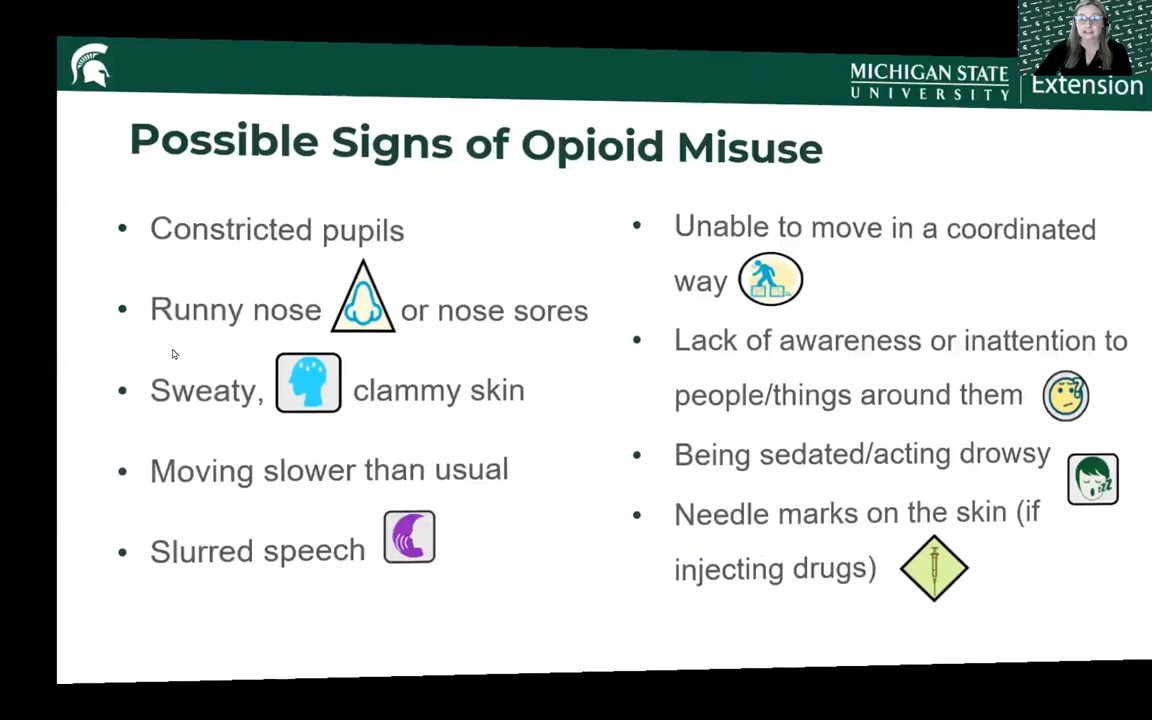 MICHIGAN STATE
UNIVERSITY
Extension
Possible Signs of Opioid Misuse
• Constricted pupils
• Runny nose or nose sores
• Sweaty, clammy skin
• Moving slower than usual
• Slurred speech
• Unable to move in a coordinated
way
• Lack of awareness or inattention to
people/things around them
• Being sedated/acting drowsy
• Needle marks on the skin (if
injecting drugs)